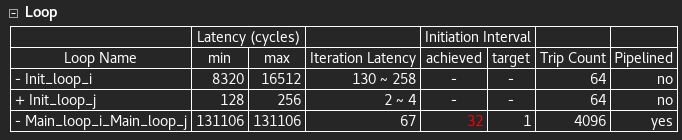 Loop
Latency (cycles) Initiation Interval
Loop Name min max Iteration Latency achieved target Trip Count Pipelined
- Init_loop_i 8320 16512 130 ~ 258 - - 64 no
+ Init_loop_j 128 256 2 ~ 4 - - 64 no
- Main_loop_i_Main_loop_j 131106 131106 67 32 1 4096 yes